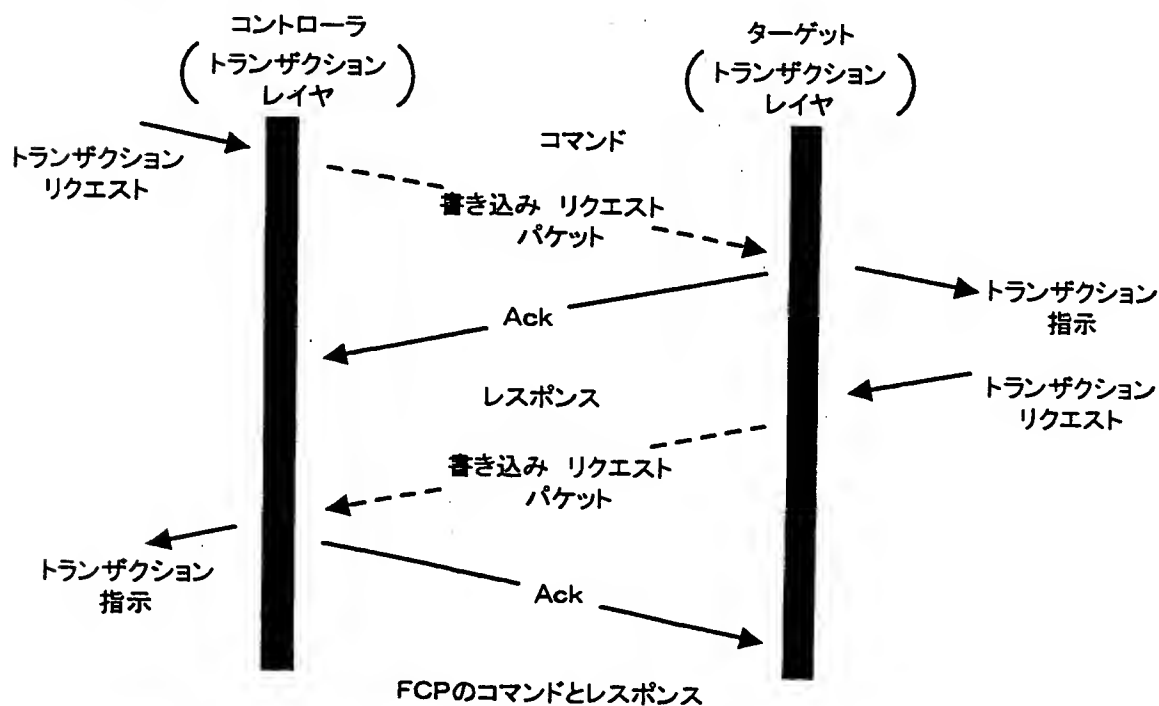 コントローラ
(トランザクション
レイヤ)
ターゲット
(トランザクション
レイヤ)
トランザクション
リクエスト
コマンド
書き込み リクエスト
パケット
Ack
トランザクション
指示
レスポンス
トランザクション
リクエスト
書き込み リクエスト
パケット
トランザクション
指示
Ack
FCPのコマンドとレスポンス